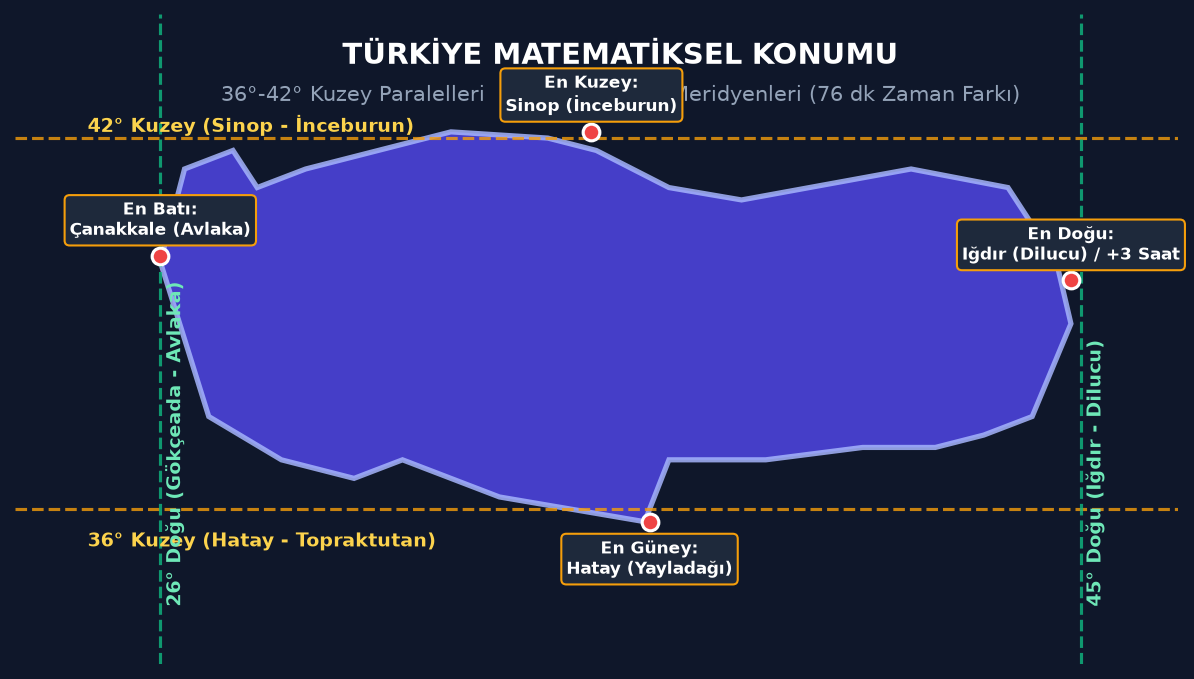 TÜRKİYE MATEMATİKSEL KONUMU
36°-42° Kuzey Paralelleri
Meridyenleri (76 dk Zaman Farkı)
En Kuzey:
Sinop (İnceburun)
42° Kuzey (Sinop - İnceburun)
En Batı:
Çanakkale (Avlaka)
En Doğu:
Iğdır (Dilucu) / +3 Saat
26° Doğu (Gökçeada - Avlaka)
45° Doğu (Iğdır - Dilucu)
36° Kuzey (Hatay - Topraktutan)
En Güney:
Hatay (Yayladağı)